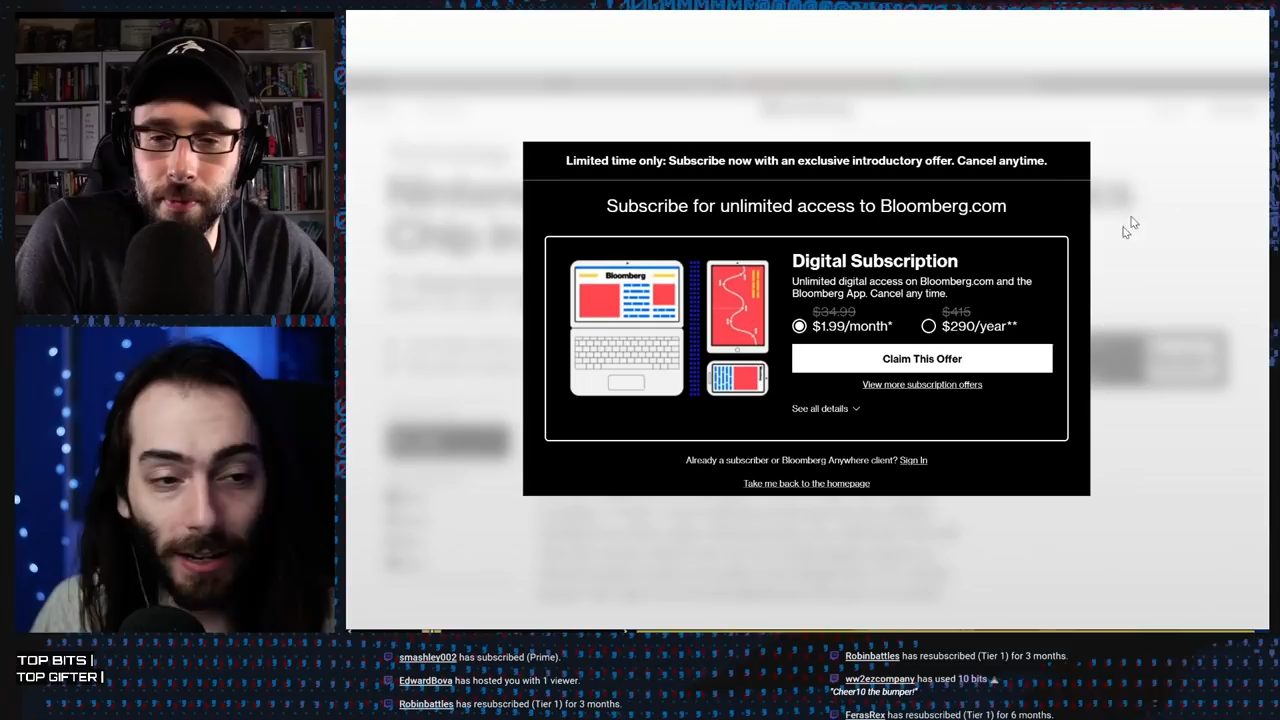 Limited time only: Subscribe now with an exclusive introductory offer. Cancel anytime.
Subscribe for unlimited access to Bloomberg.com
Bloomberg
Digital Subscription
Unlimited digital access on Bloomberg.com and the
Bloomberg App. Cancel any time.
$34.99
$1.99/month*
$415
$290/year**
Claim This Offer
View more subscription offers
See all details
Already a subscriber or Bloomberg Anywhere client? Sign In
Take me back to the homepage
TOP BITS |
TOP GIFTER |
smashley002 has subscribed (Prime).
EdwardBova has hosted you with 1 viewer.
Robinbattles has resubscribed (Tier 1) for 3 months.
Robinbattles has resubscribed (Tier 1) for 3 months.
ww2ezcompany has used 10 bits
"Cheer10 the bumper!"
FerasRex has resubscribed (Tier 1) for 6 months.